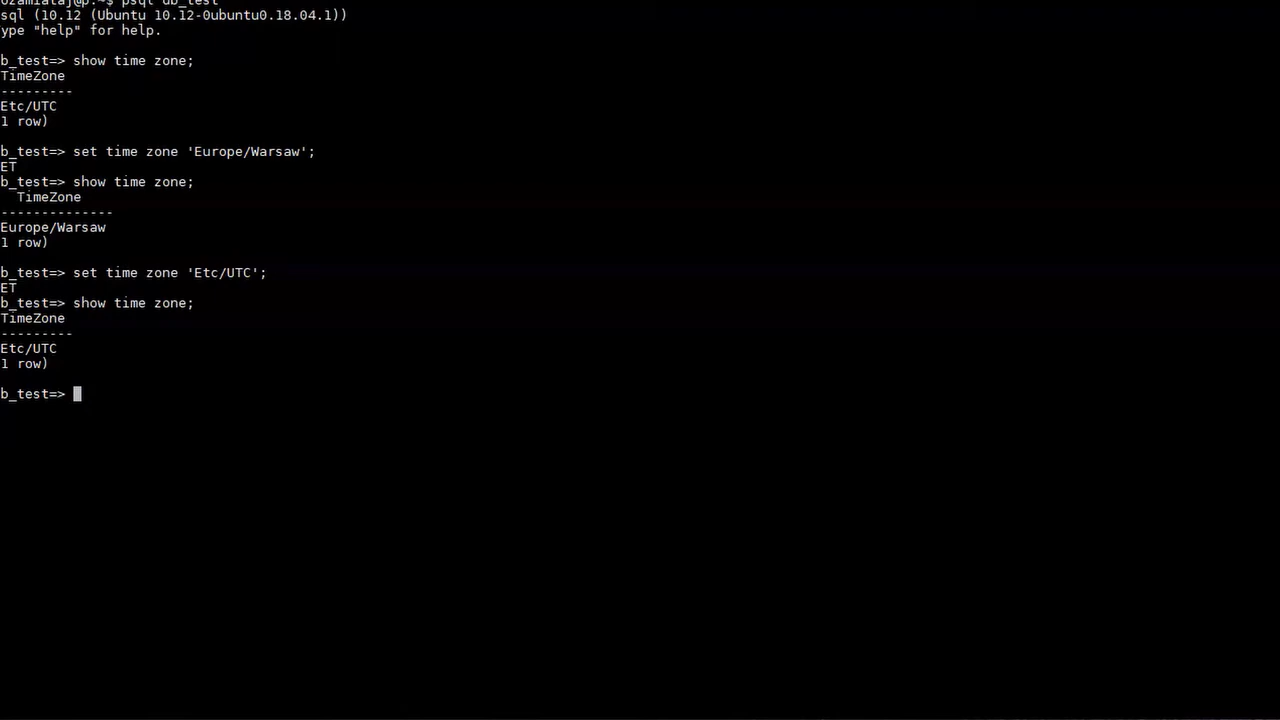 ozamiataj@p:~$ psql db_test
sql (10.12 (Ubuntu 10.12-0ubuntu0.18.04.1))
ype "help" for help.
b_test=> show time zone;
TimeZone
---------
Etc/UTC
1 row)
b_test=> set time zone 'Europe/Warsaw';
ET
b_test=> show time zone;
TimeZone
--------------
Europe/Warsaw
1 row)
b_test=> set time zone 'Etc/UTC';
ET
b_test=> show time zone;
TimeZone
---------
Etc/UTC
1 row)
b_test=>